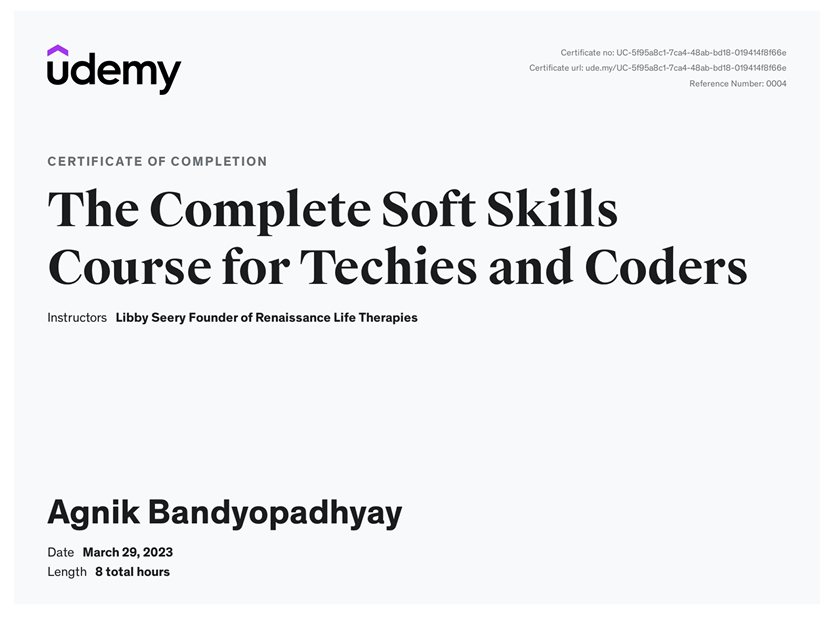 udemy
Certificate no: UC-5f95a8c1-7ca4-48ab-bd18-019414f8f66e
Certificate url: ude.my/UC-5f95a8c1-7ca4-48ab-bd18-019414f8f66e
Reference Number: 0004
CERTIFICATE OF COMPLETION
The Complete Soft Skills
Course for Techies and Coders
Instructors Libby Seery Founder of Renaissance Life Therapies
Agnik Bandyopadhyay
Date March 29, 2023
Length 8 total hours